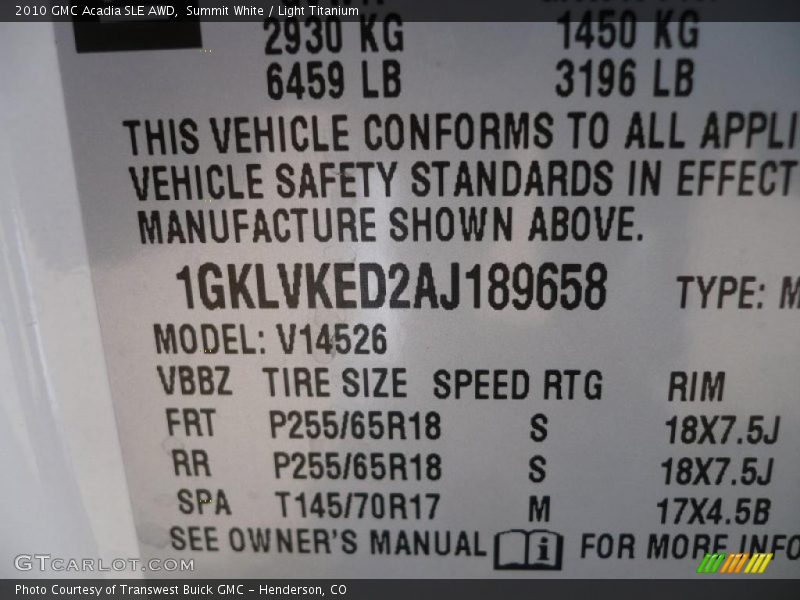 2010 GMC Acadia SLE AWD,  Summit White / Light Titanium
2930 KG 1450 KG
6459 LB 3196 LB
THIS VEHICLE CONFORMS TO ALL APPLI
VEHICLE SAFETY STANDARDS IN EFFECT
MANUFACTURE SHOWN ABOVE.
1GKLVKED2AJ189658 TYPE: M
MODEL: V14526
VBBZ TIRE SIZE SPEED RTG RIM
FRT P255/65R18 S 18X7.5J
RR P255/65R18 S 18X7.5J
SPA T145/70R17 M 17X4.5B
SEE OWNER'S MANUAL i FOR MORE INFO
GTCarLot.com
Photo Courtesy of Transwest Buick GMC - Henderson, CO